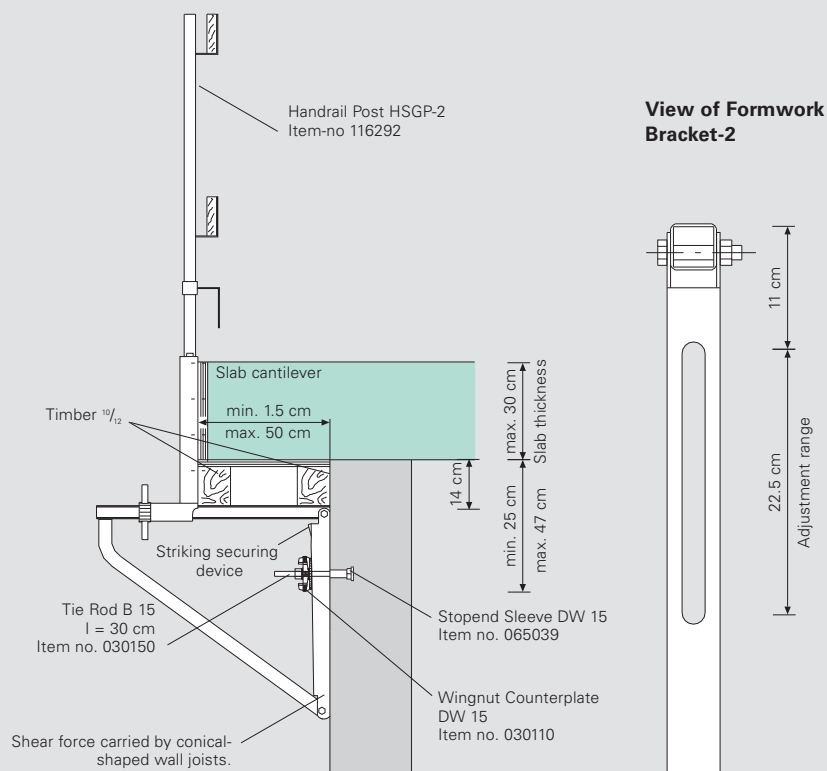 Handrail Post HSGP-2
Item-no 116292
View of Formwork
Bracket-2
11 cm
Slab cantilever
min. 1.5 cm
max. 50 cm
max. 30 cm
Slab thickness
Timber 10/12
14 cm
min. 25 cm
max. 47 cm
22.5 cm
Adjustment range
Striking securing
device
Tie Rod B 15
l = 30 cm
Item no. 030150
Stopend Sleeve DW 15
Item no. 065039
Wingnut Counterplate
DW 15
Item no. 030110
Shear force carried by conical-
shaped wall joists.